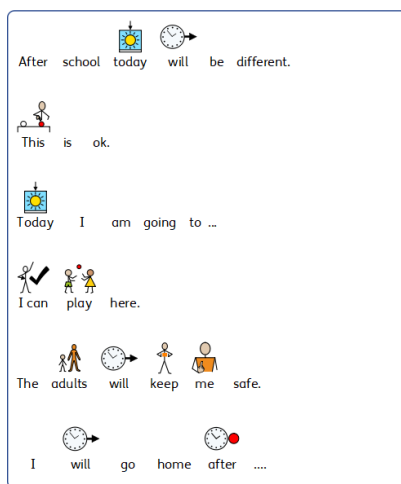 After school today will be different.
This is ok.
Today I am going to ...
I can play here.
The adults will keep me safe.
I will go home after ....